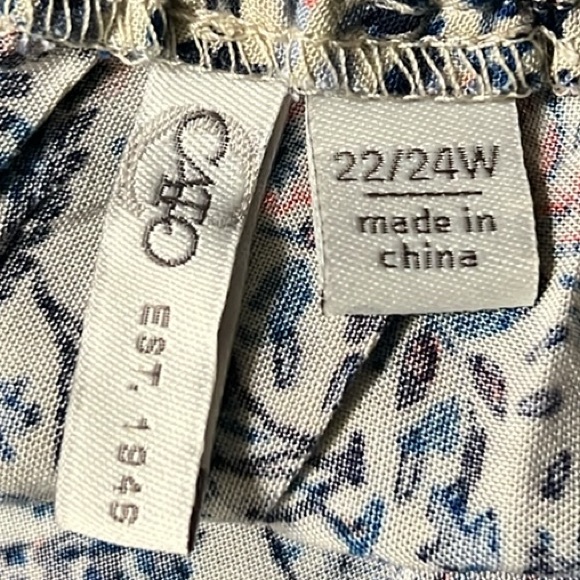 CATO
EST. 1946
22/24W
made in
china